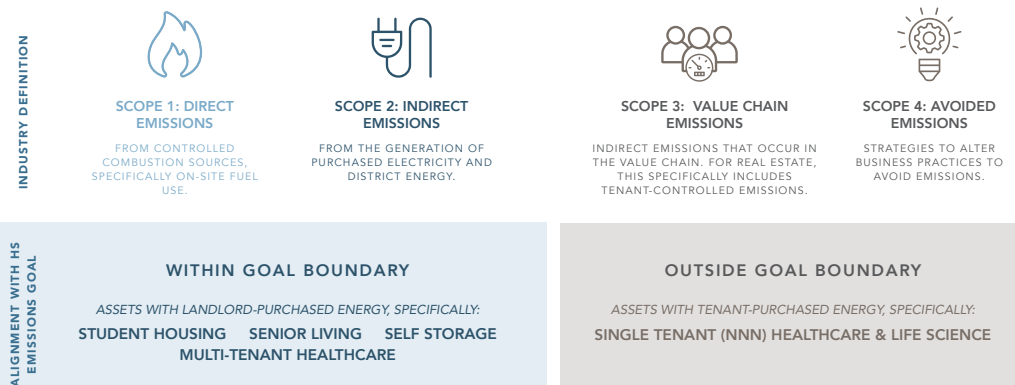 INDUSTRY DEFINITION
SCOPE 1: DIRECT
EMISSIONS
FROM CONTROLLED
COMBUSTION SOURCES,
SPECIFICALLY ON-SITE FUEL
USE.
SCOPE 2: INDIRECT
EMISSIONS
FROM THE GENERATION OF
PURCHASED ELECTRICITY AND
DISTRICT ENERGY.
SCOPE 3: VALUE CHAIN
EMISSIONS
INDIRECT EMISSIONS THAT OCCUR IN
THE VALUE CHAIN. FOR REAL ESTATE,
THIS SPECIFICALLY INCLUDES
TENANT-CONTROLLED EMISSIONS.
SCOPE 4: AVOIDED
EMISSIONS
STRATEGIES TO ALTER
BUSINESS PRACTICES TO
AVOID EMISSIONS.
ALIGNMENT WITH HS
EMISSIONS GOAL
WITHIN GOAL BOUNDARY
ASSETS WITH LANDLORD-PURCHASED ENERGY, SPECIFICALLY:
STUDENT HOUSING SENIOR LIVING SELF STORAGE
MULTI-TENANT HEALTHCARE
OUTSIDE GOAL BOUNDARY
ASSETS WITH TENANT-PURCHASED ENERGY, SPECIFICALLY:
SINGLE TENANT (NNN) HEALTHCARE & LIFE SCIENCE